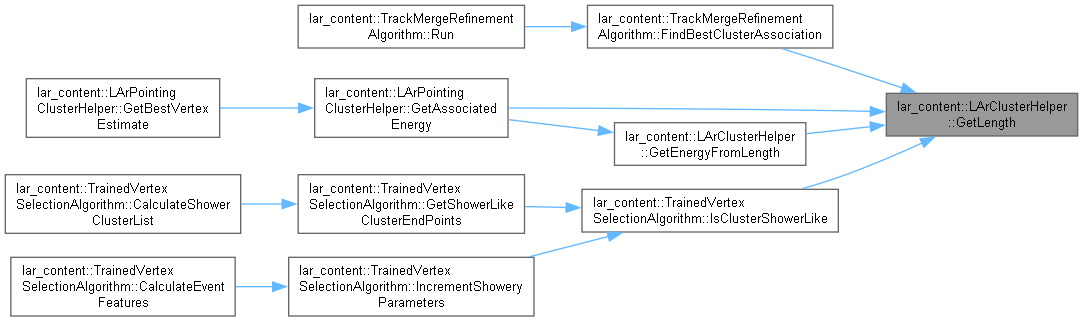 lar_content::TrackMergeRefinement
Algorithm::Run
lar_content::TrackMergeRefinement
Algorithm::FindBestClusterAssociation
lar_content::LArPointing
ClusterHelper::GetBestVertex
Estimate
lar_content::LArPointing
ClusterHelper::GetAssociated
Energy
lar_content::LArClusterHelper
::GetLength
lar_content::LArClusterHelper
::GetEnergyFromLength
lar_content::TrainedVertex
SelectionAlgorithm::CalculateShower
ClusterList
lar_content::TrainedVertex
SelectionAlgorithm::GetShowerLike
ClusterEndPoints
lar_content::TrainedVertex
SelectionAlgorithm::IsClusterShowerLike
lar_content::TrainedVertex
SelectionAlgorithm::CalculateEvent
Features
lar_content::TrainedVertex
SelectionAlgorithm::IncrementShowery
Parameters